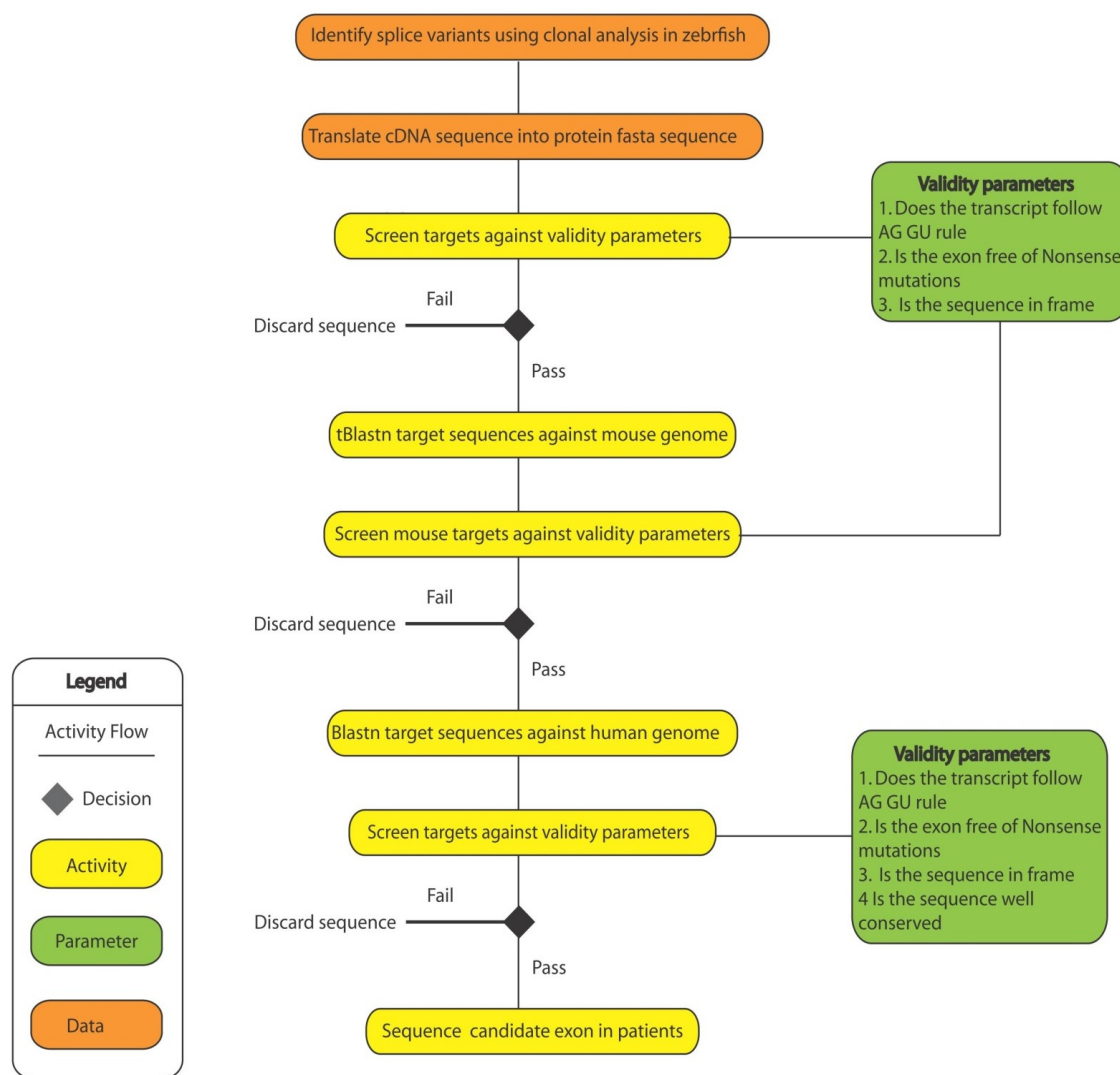 Identify splice variants using clonal analysis in zebrfish
Translate cDNA sequence into protein fasta sequence
Validity parameters
1. Does the transcript follow
AG GU rule
2. Is the exon free of Nonsense
mutations
3. Is the sequence in frame
Screen targets against validity parameters
Fail
Discard sequence
Pass
tBlastn target sequences against mouse genome
Screen mouse targets against validity parameters
Fail
Discard sequence
Pass
Legend
Activity Flow
Decision
Activity
Parameter
Data
Blastn target sequences against human genome
Validity parameters
1. Does the transcript follow
AG GU rule
2. Is the exon free of Nonsense
mutations
3. Is the sequence in frame
4 Is the sequence well
conserved
Screen targets against validity parameters
Fail
Discard sequence
Pass
Sequence candidate exon in patients